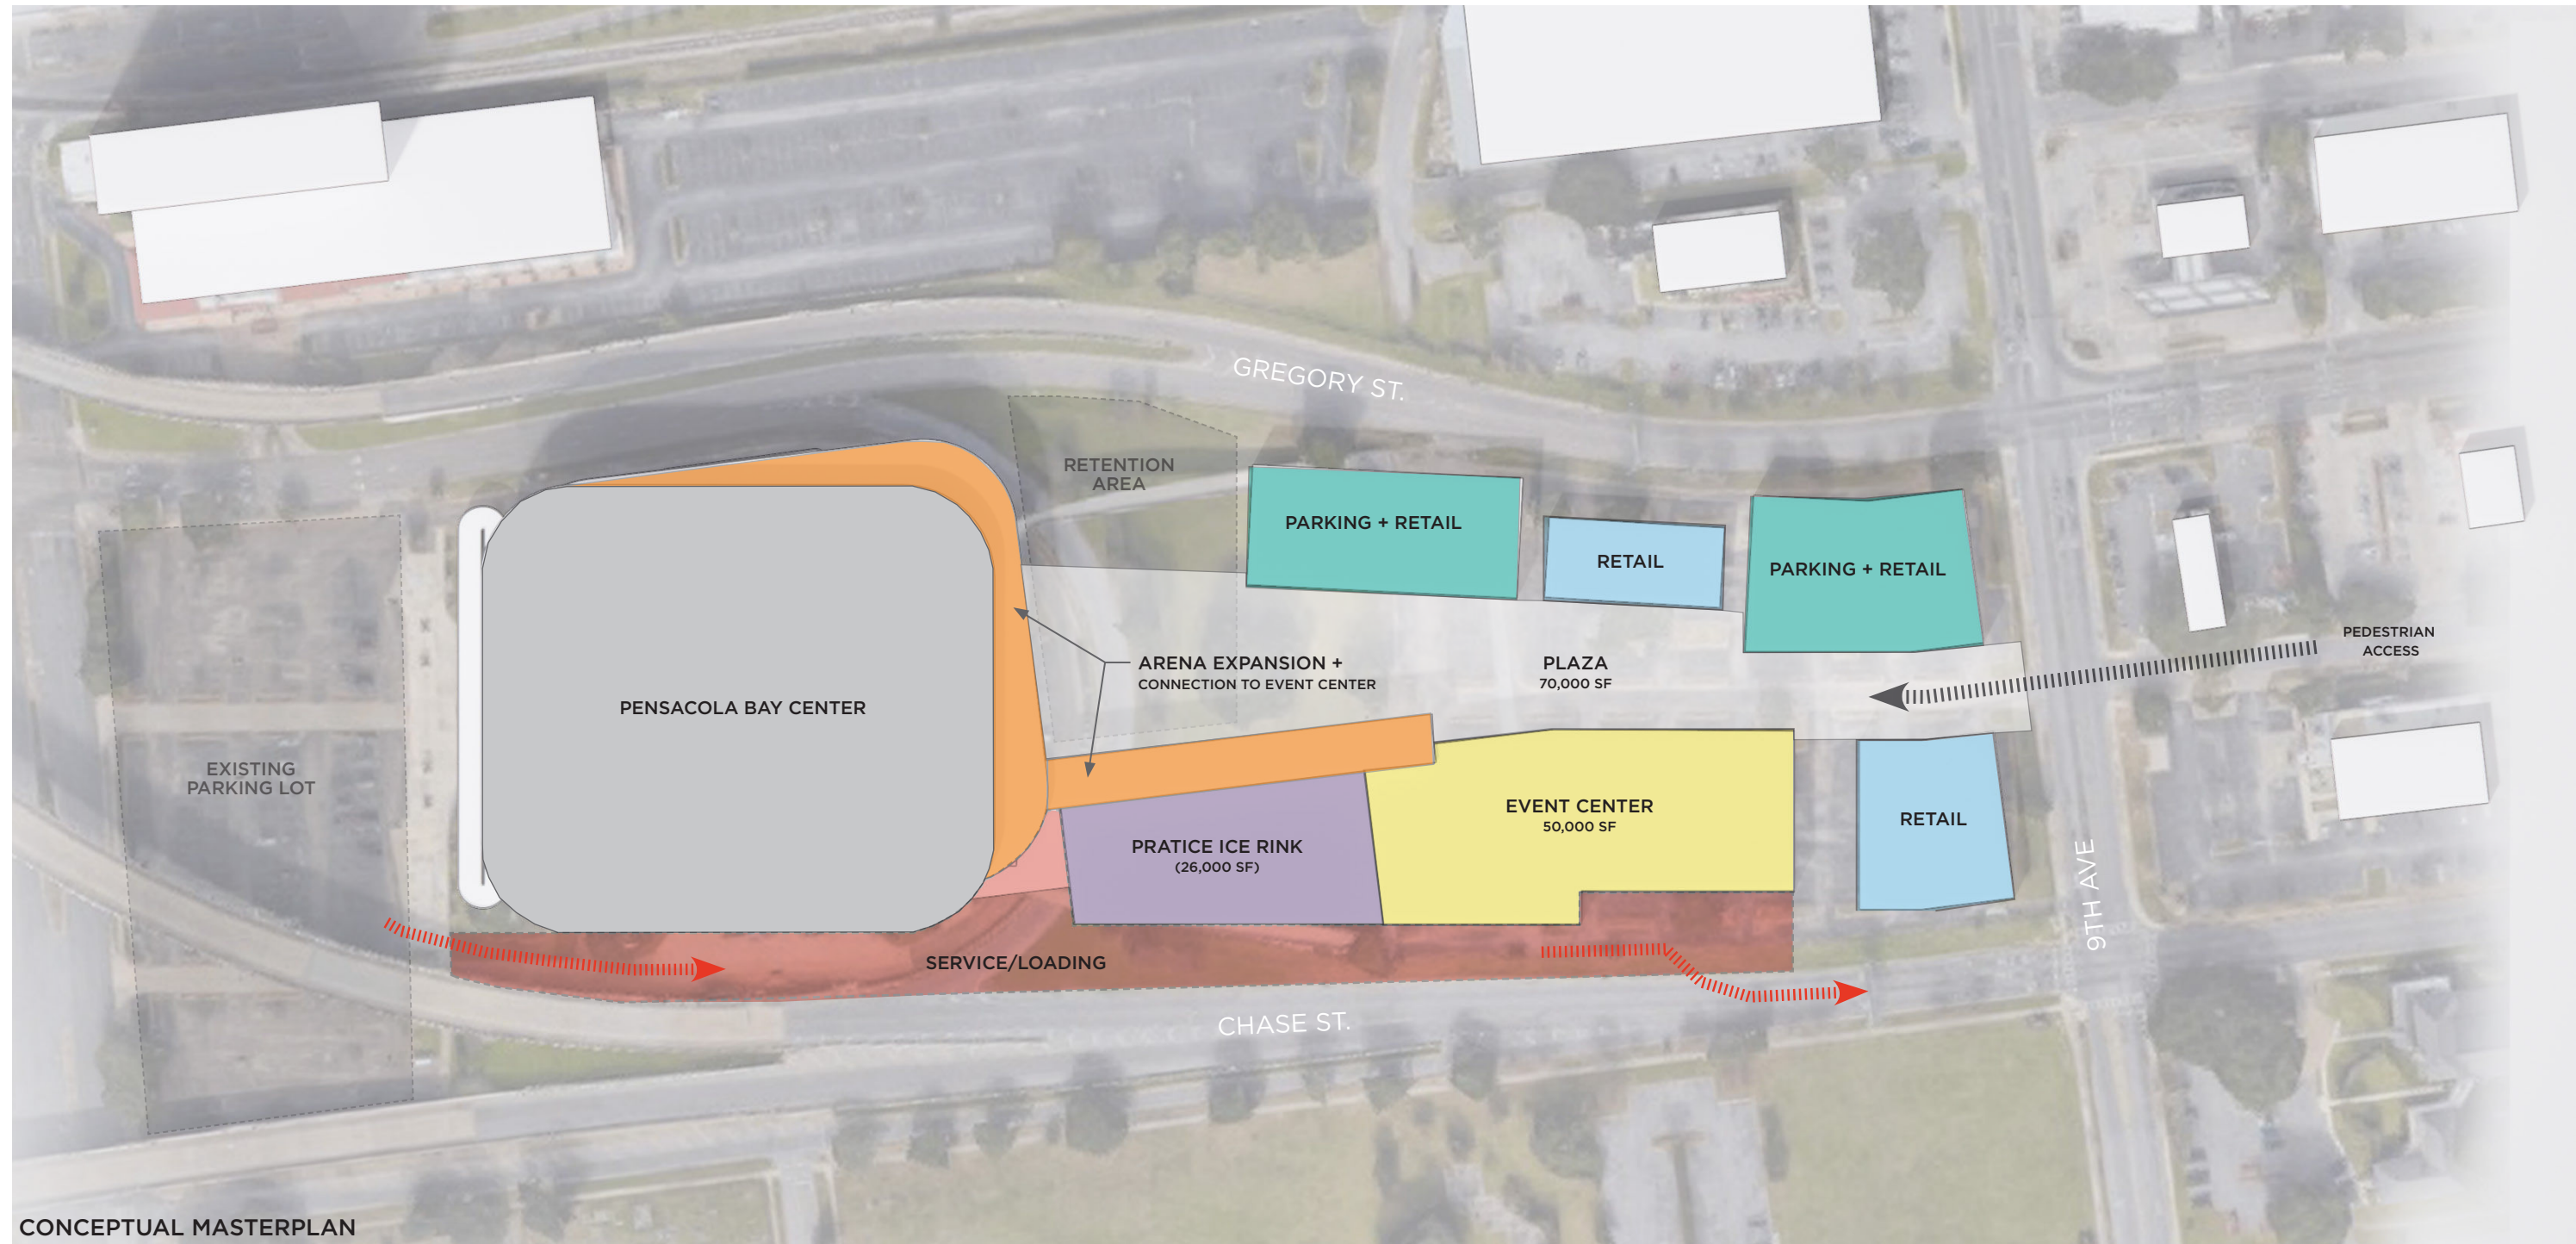 GREGORY ST.
RETENTION
AREA
PARKING + RETAIL
RETAIL
PARKING + RETAIL
PEDESTRIAN
ACCESS
ARENA EXPANSION +
CONNECTION TO EVENT CENTER
PLAZA
70,000 SF
PENSACOLA BAY CENTER
EXISTING
PARKING LOT
EVENT CENTER
50,000 SF
RETAIL
PRATICE ICE RINK
(26,000 SF)
9TH AVE
SERVICE/LOADING
CHASE ST.
CONCEPTUAL MASTERPLAN